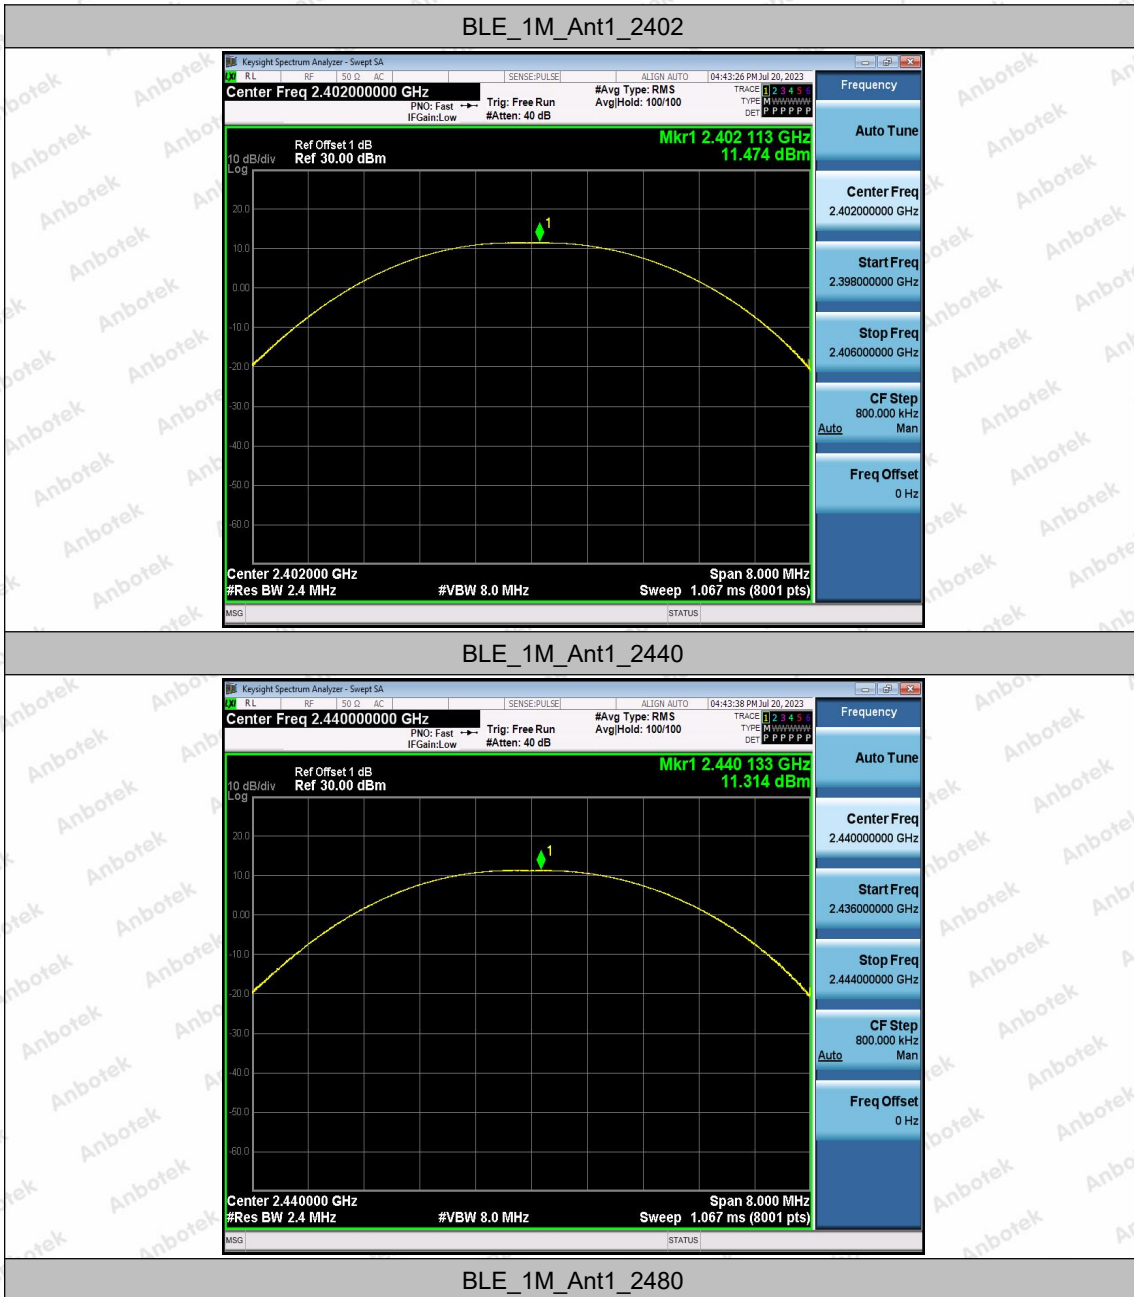 BLE_1M_Ant1_2402
Keysight Spectrum Analyzer - Swept SA
LXI RL RF 50 Ω AC SENSE:PULSE ALIGN AUTO 04:43:26 PM Jul 20, 2023
Center Freq 2.402000000 GHz
PNO: Fast
IFGain:Low
Trig: Free Run
#Atten: 40 dB
#Avg Type: RMS
Avg|Hold: 100/100
TRACE 1 2 3 4 5 6
TYPE M WWWWW
DET P P P P P P
Frequency
Auto Tune
Center Freq
2.402000000 GHz
Start Freq
2.398000000 GHz
Stop Freq
2.406000000 GHz
CF Step
800.000 kHz
Auto Man
Freq Offset
0 Hz
Mkr1 2.402 113 GHz
11.474 dBm
Ref Offset 1 dB
10 dB/div Ref 30.00 dBm
Log
20.0
1
10.0
0.00
-10.0
-20.0
-30.0
-40.0
-50.0
-60.0
Center 2.402000 GHz Span 8.000 MHz
#Res BW 2.4 MHz #VBW 8.0 MHz Sweep 1.067 ms (8001 pts)
MSG STATUS
BLE_1M_Ant1_2440
Keysight Spectrum Analyzer - Swept SA
LXI RL RF 50 Ω AC SENSE:PULSE ALIGN AUTO 04:43:38 PM Jul 20, 2023
Center Freq 2.440000000 GHz
PNO: Fast
IFGain:Low
Trig: Free Run
#Atten: 40 dB
#Avg Type: RMS
Avg|Hold: 100/100
TRACE 1 2 3 4 5 6
TYPE M WWWWW
DET P P P P P P
Frequency
Auto Tune
Center Freq
2.440000000 GHz
Start Freq
2.436000000 GHz
Stop Freq
2.444000000 GHz
CF Step
800.000 kHz
Auto Man
Freq Offset
0 Hz
Mkr1 2.440 133 GHz
11.314 dBm
Ref Offset 1 dB
10 dB/div Ref 30.00 dBm
Log
20.0
1
10.0
0.00
-10.0
-20.0
-30.0
-40.0
-50.0
-60.0
Center 2.440000 GHz Span 8.000 MHz
#Res BW 2.4 MHz #VBW 8.0 MHz Sweep 1.067 ms (8001 pts)
MSG STATUS
BLE_1M_Ant1_2480
Anbotek